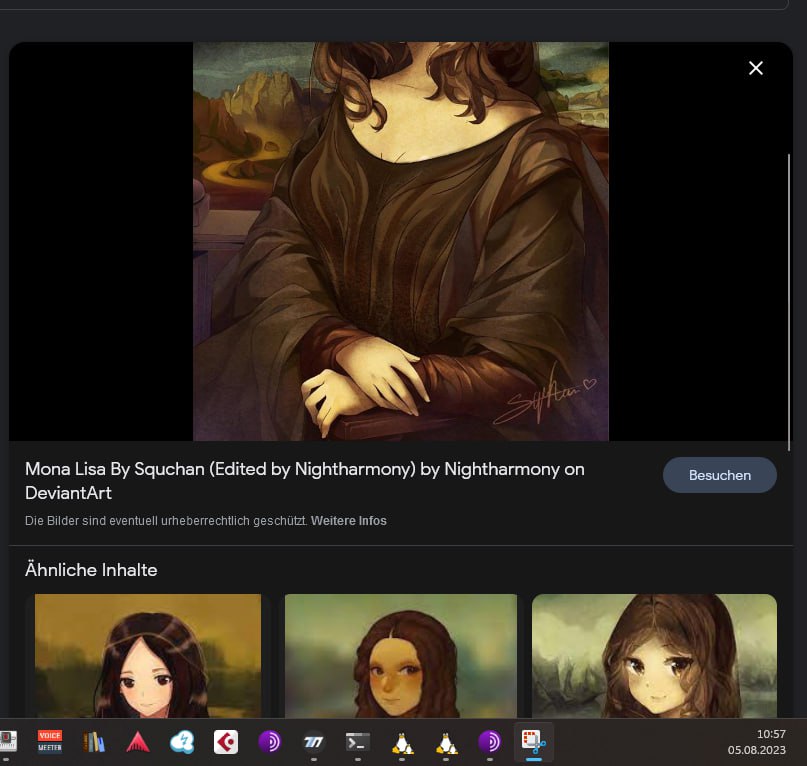 Mona Lisa By Squchan (Edited by Nightharmony) by Nightharmony on
DeviantArt
Besuchen
Die Bilder sind eventuell urheberrechtlich geschützt. Weitere Infos
Ähnliche Inhalte
VOICE
MEETER
10:57
05.08.2023